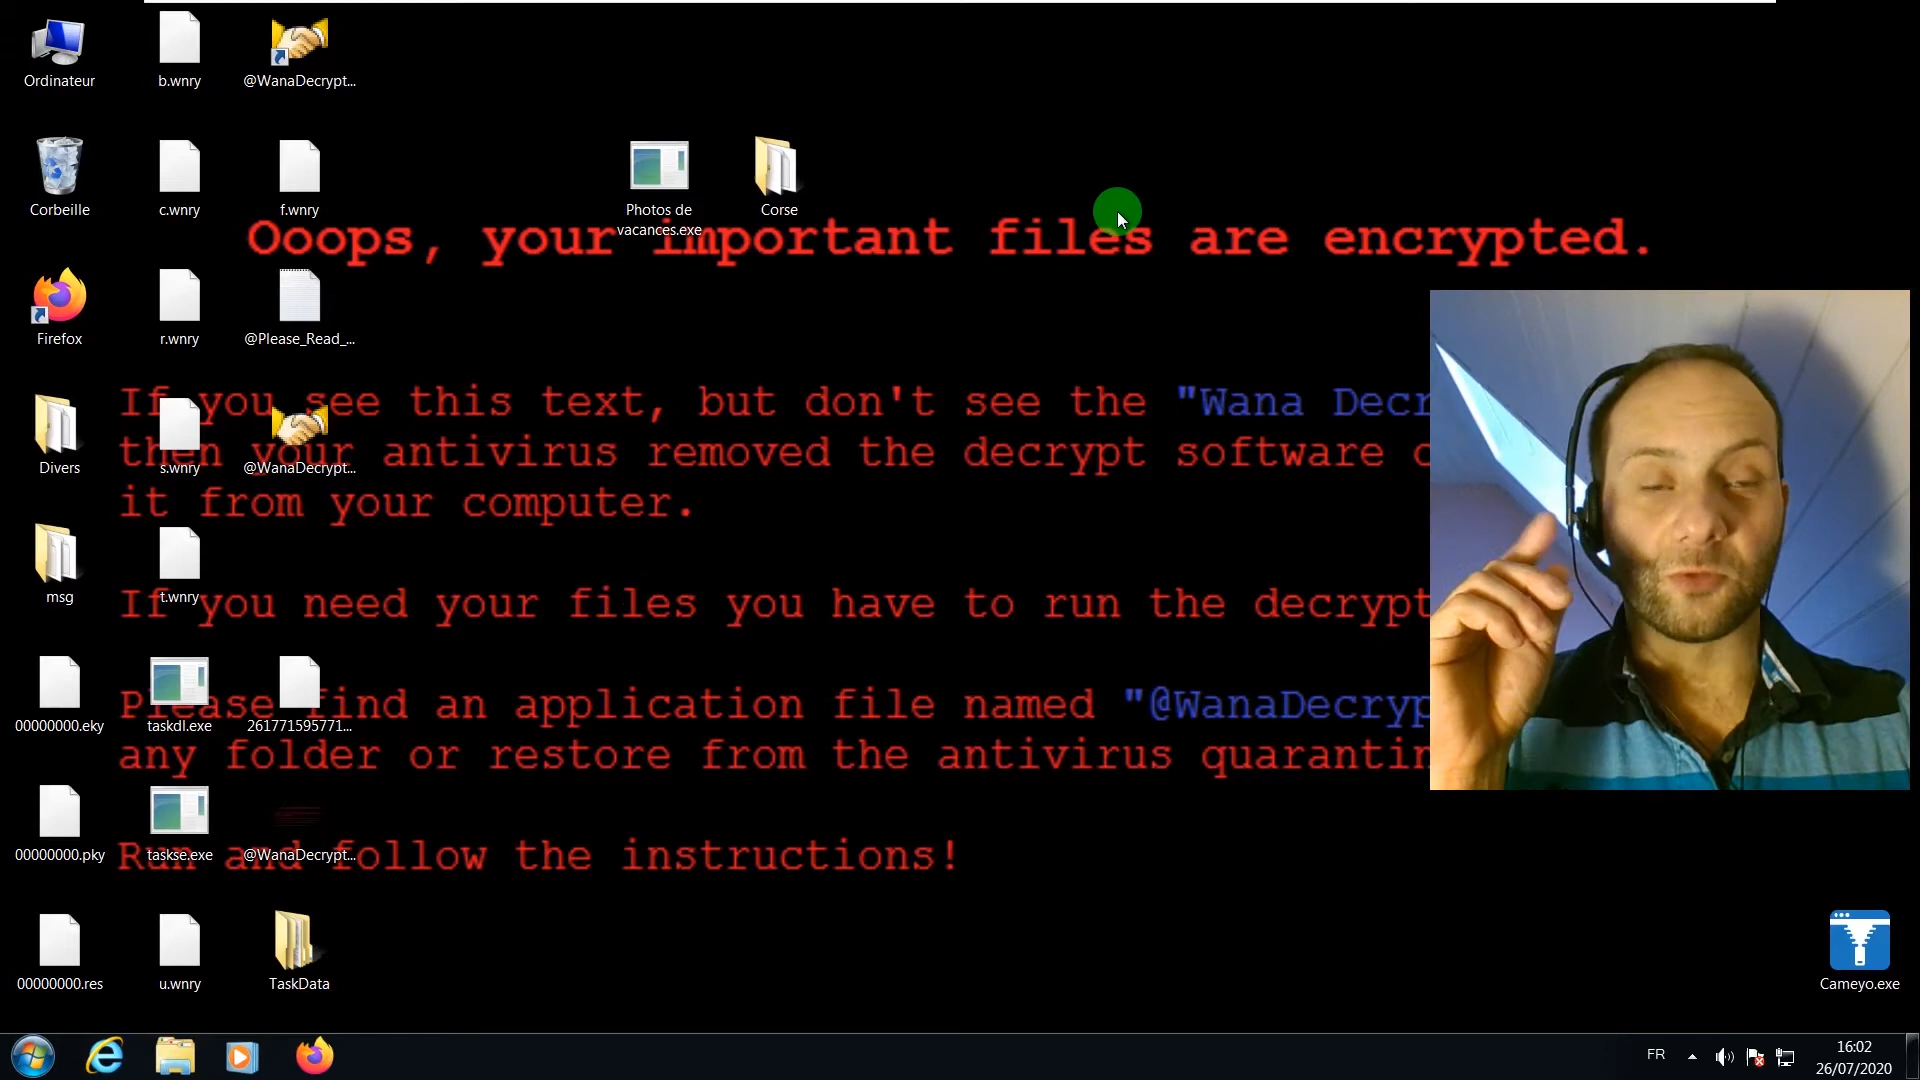 Ordinateur
b.wnry
@WanaDecrypt...
Corbeille
c.wnry
f.wnry
Photos de
vacances.exe
Corse
Ooops, your important files are encrypted.
Firefox
r.wnry
@Please_Read_...
If you see this text, but don't see the "Wana Decr
then your antivirus removed the decrypt software
it from your computer.
Divers
s.wnry
@WanaDecrypt...
msg
t.wnry
If you need your files you have to run the decrypt
00000000.eky
taskdl.exe
261771595771...
Please find an application file named "@WanaDecryp
any folder or restore from the antivirus quarantin
00000000.pky
taskse.exe
@WanaDecrypt...
Run and follow the instructions!
00000000.res
u.wnry
TaskData
Cameyo.exe
FR
16:02
26/07/2020